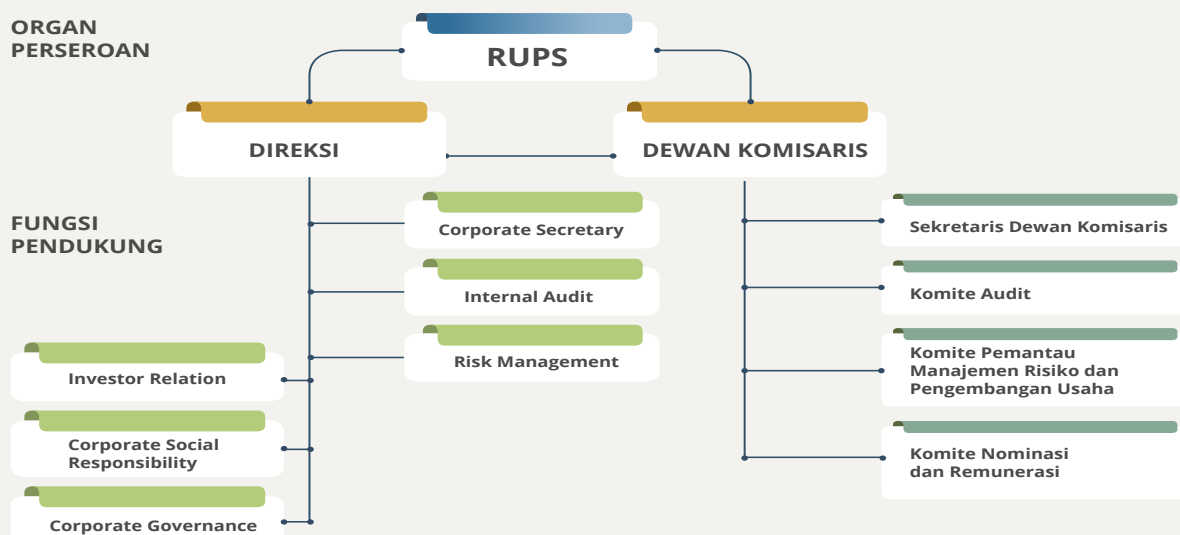 ORGAN
PERSEROAN
RUPS
DIREKSI
DEWAN KOMISARIS
FUNGSI
PENDUKUNG
Corporate Secretary
Internal Audit
Risk Management
Investor Relation
Corporate Social
Responsibility
Corporate Governance
Sekretaris Dewan Komisaris
Komite Audit
Komite Pemantau
Manajemen Risiko dan
Pengembangan Usaha
Komite Nominasi
dan Remunerasi